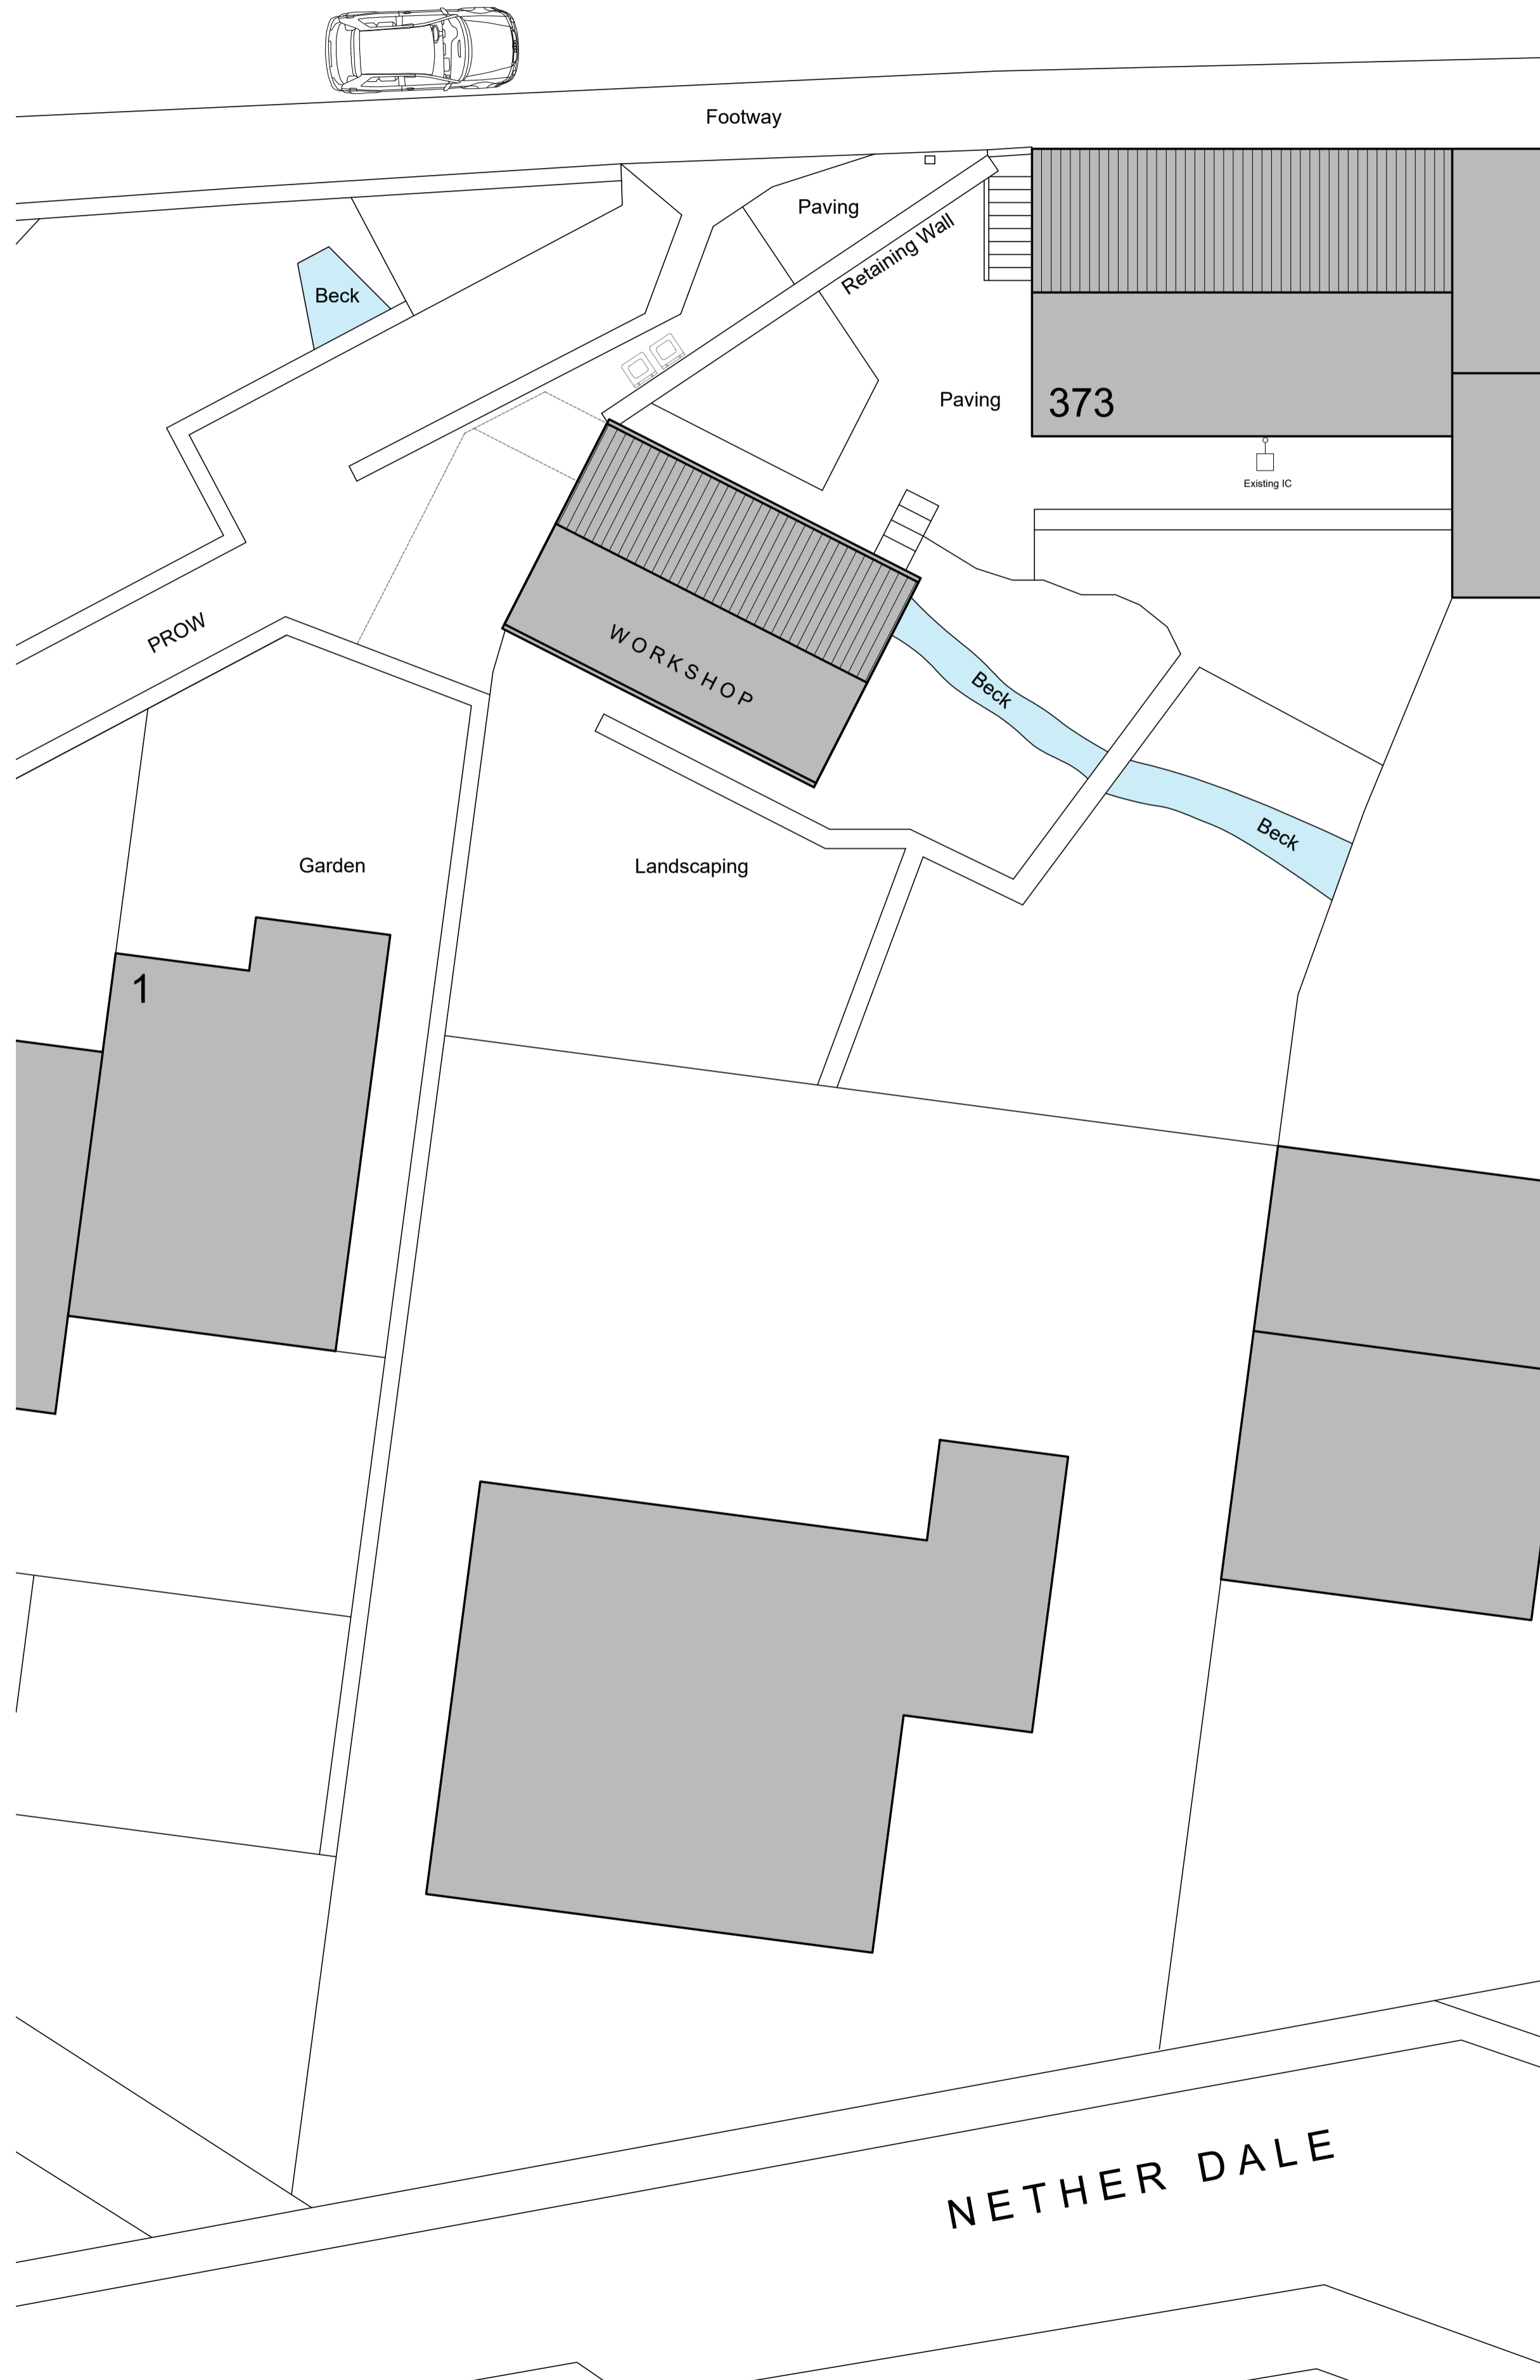 Footway
Paving
Retaining Wall
Beck
Paving
373
Existing IC
PROW
WORKSHOP
Beck
Beck
Garden
Landscaping
1
NETHER DALE